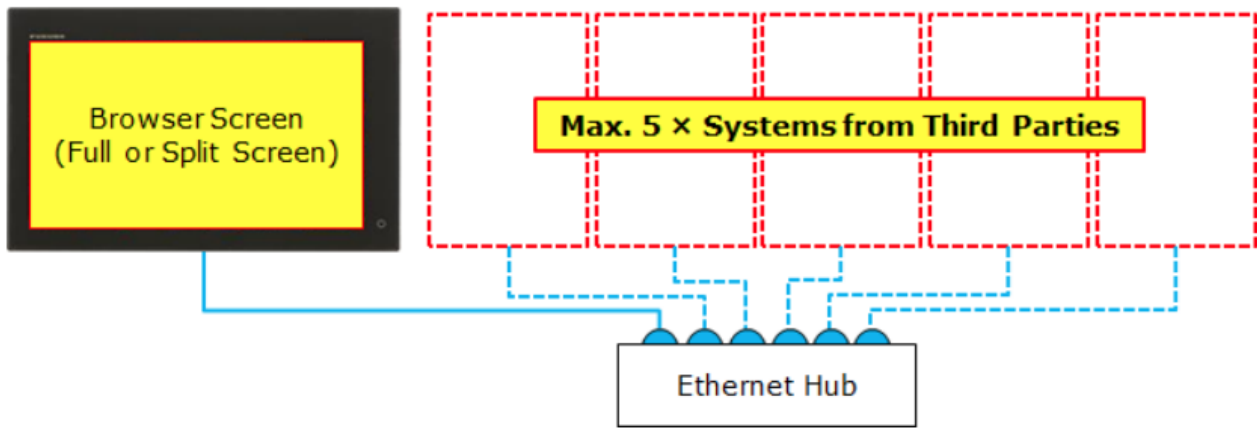 Browser Screen
(Full or Split Screen)
Max. 5 × Systems from Third Parties
Ethernet Hub